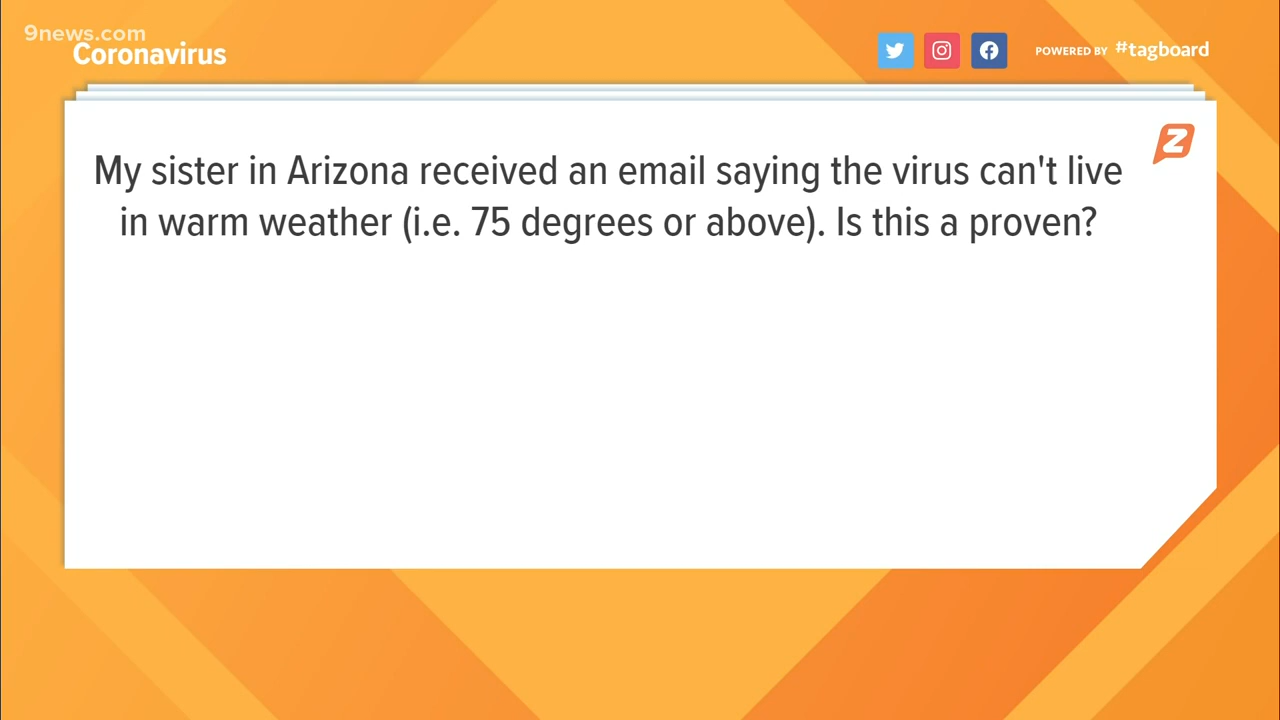 9news.com
Coronavirus
POWERED BY #tagboard
Z
My sister in Arizona received an email saying the virus can't live
in warm weather (i.e. 75 degrees or above). Is this a proven?